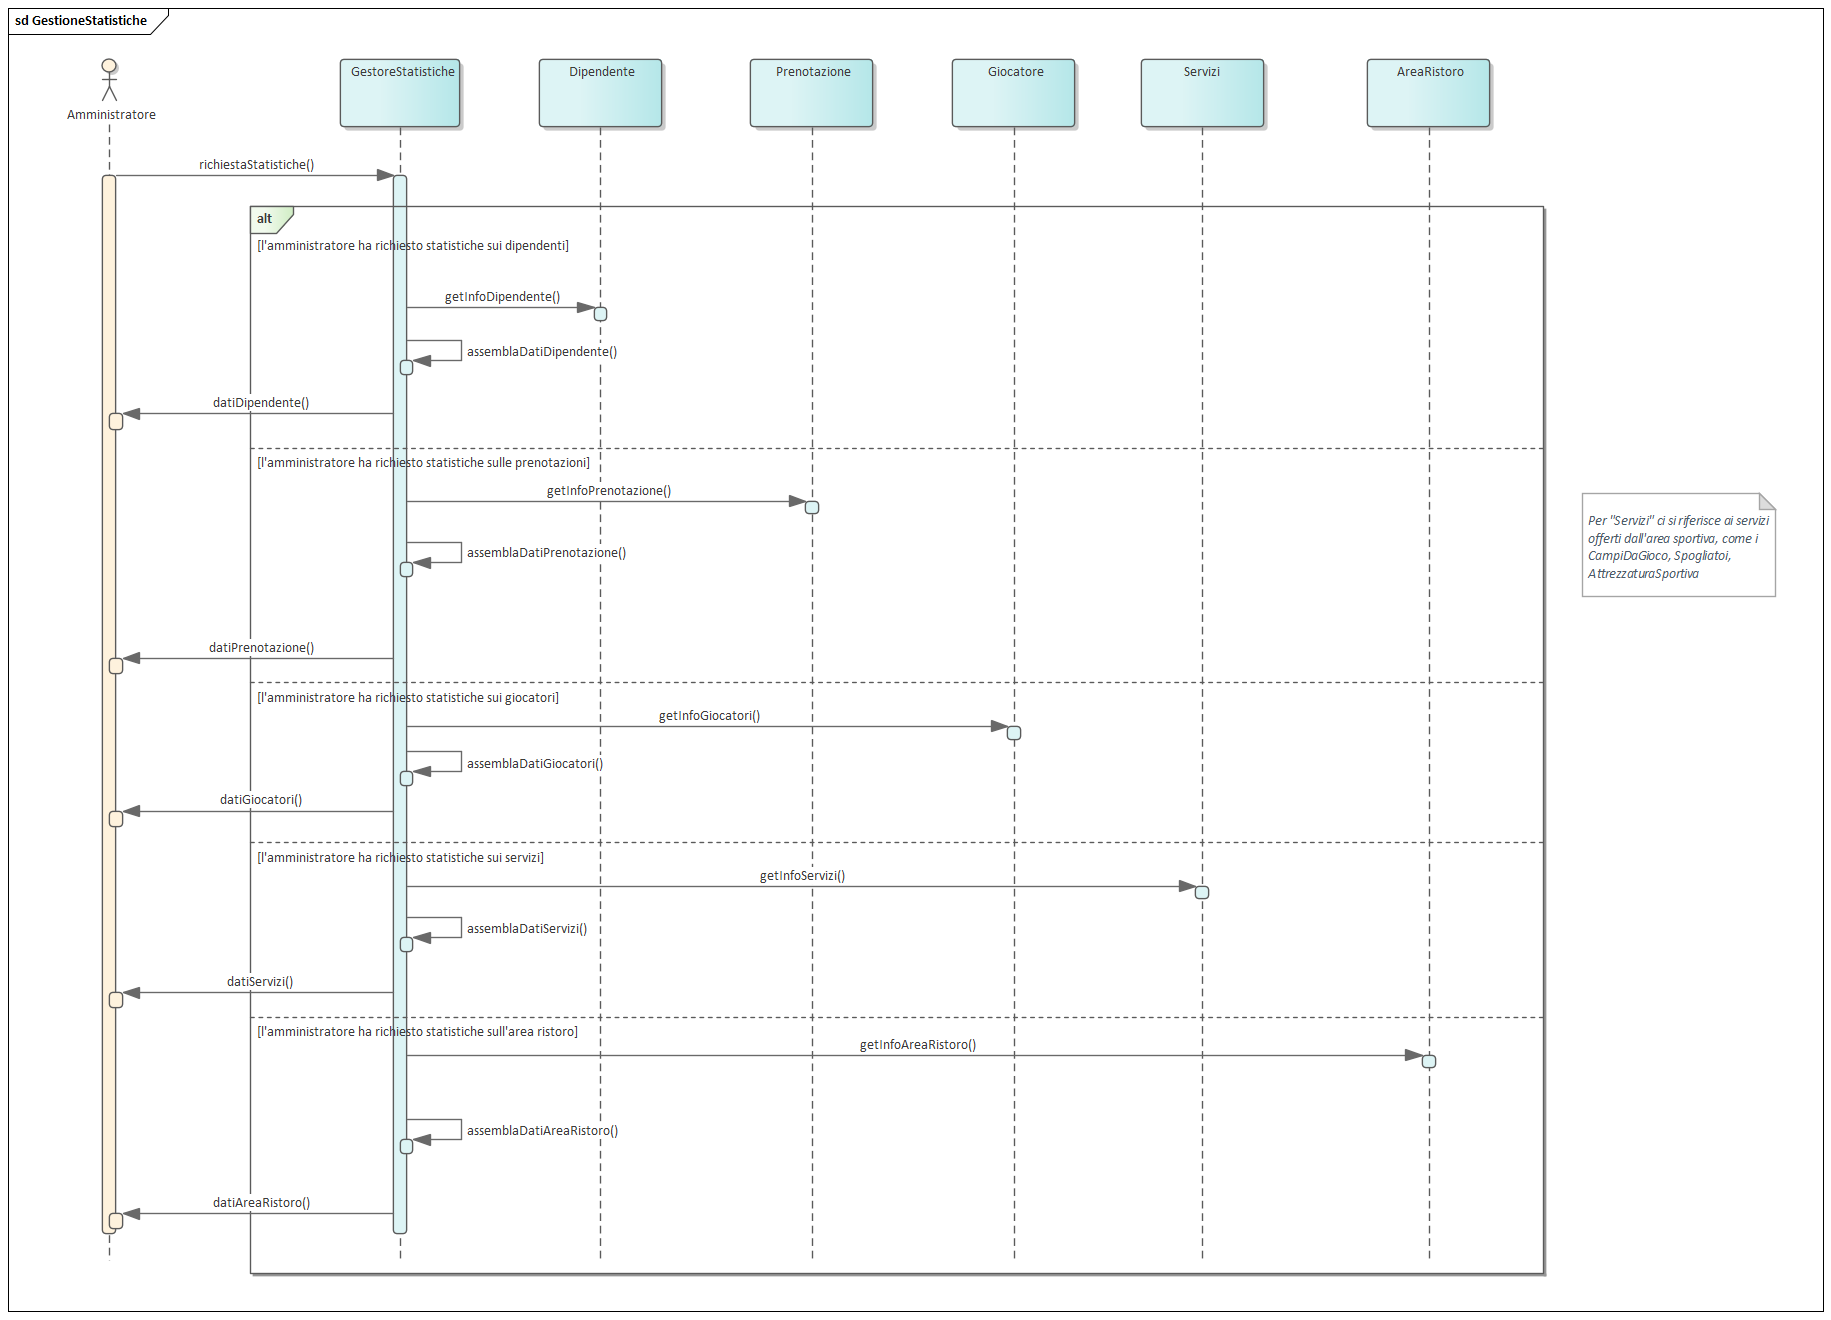 sd GestioneStatistiche
Amministratore
GestoreStatistiche
Dipendente
Prenotazione
Giocatore
Servizi
AreaRistoro
richiestaStatistiche()
alt
[l'amministratore ha richiesto statistiche sui dipendenti]
getInfoDipendente()
assemblaDatiDipendente()
datiDipendente()
[l'amministratore ha richiesto statistiche sulle prenotazioni]
getInfoPrenotazione()
assemblaDatiPrenotazione()
datiPrenotazione()
[l'amministratore ha richiesto statistiche sui giocatori]
getInfoGiocatori()
assemblaDatiGiocatori()
datiGiocatori()
[l'amministratore ha richiesto statistiche sui servizi]
getInfoServizi()
assemblaDatiServizi()
datiServizi()
[l'amministratore ha richiesto statistiche sull'area ristoro]
getInfoAreaRistoro()
assemblaDatiAreaRistoro()
datiAreaRistoro()
Per "Servizi" ci si riferisce ai servizi
offerti dall'area sportiva, come i
CampiDaGioco, Spogliatoi,
AttrezzaturaSportiva